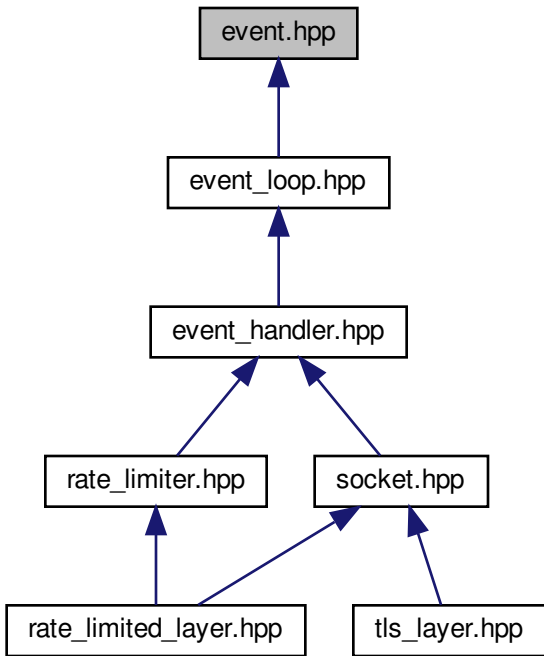 event.hpp
event_loop.hpp
event_handler.hpp
rate_limiter.hpp
socket.hpp
rate_limited_layer.hpp
tls_layer.hpp